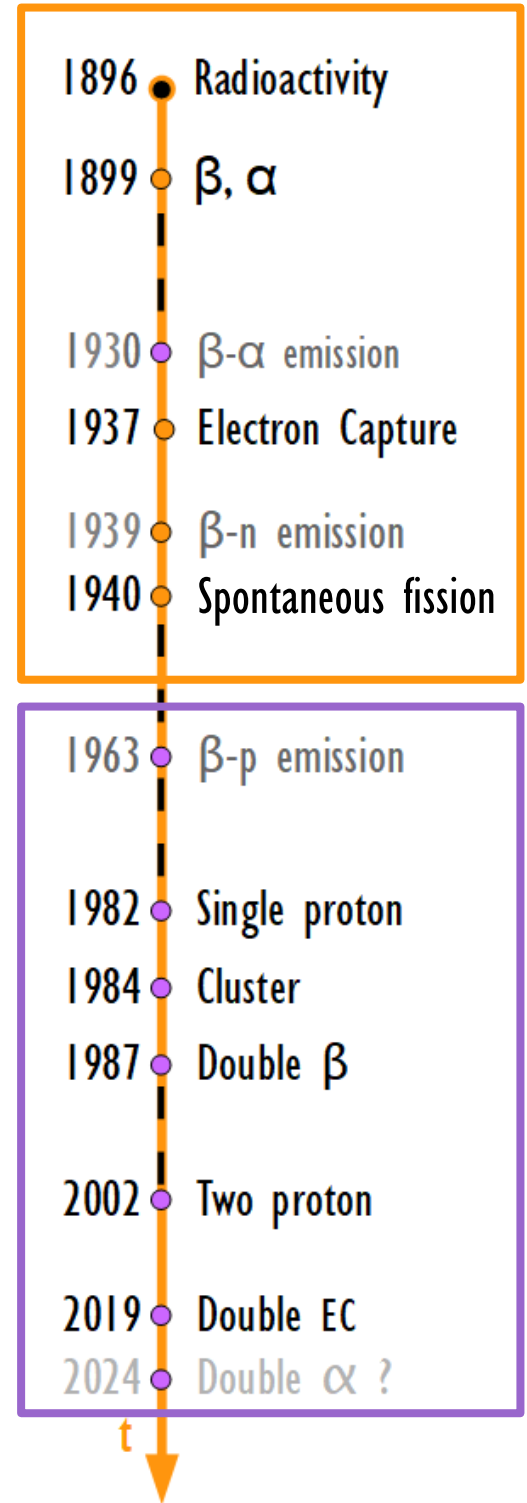 1896 Radioactivity
1899 β, α
1930 β-α emission
1937 Electron Capture
1939 β-n emission
1940 Spontaneous fission
1963 β-p emission
1982 Single proton
1984 Cluster
1987 Double β
2002 Two proton
2019 Double EC
2024 Double α ?
t